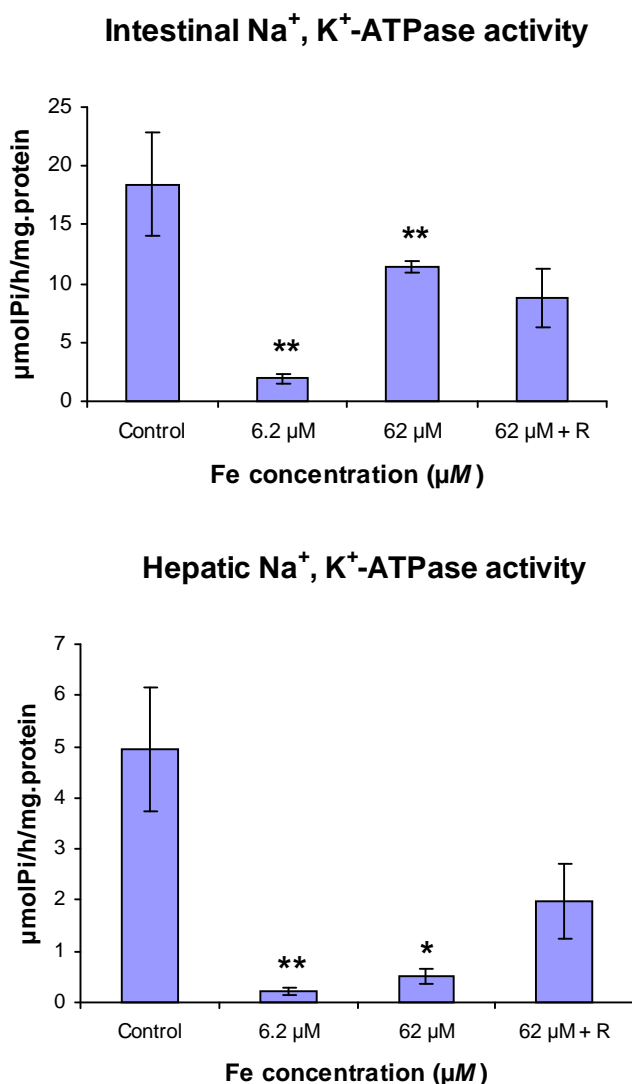 Intestinal Na⁺, K⁺-ATPase activity
µmolPi/h/mg.protein
25
20
15
10
5
0
**
**
Control 6.2 µM 62 µM 62 µM + R
Fe concentration (µM)
Hepatic Na⁺, K⁺-ATPase activity
µmolPi/h/mg.protein
7
6
5
4
3
2
1
0
**
*
Control 6.2 µM 62 µM 62 µM + R
Fe concentration (µM)